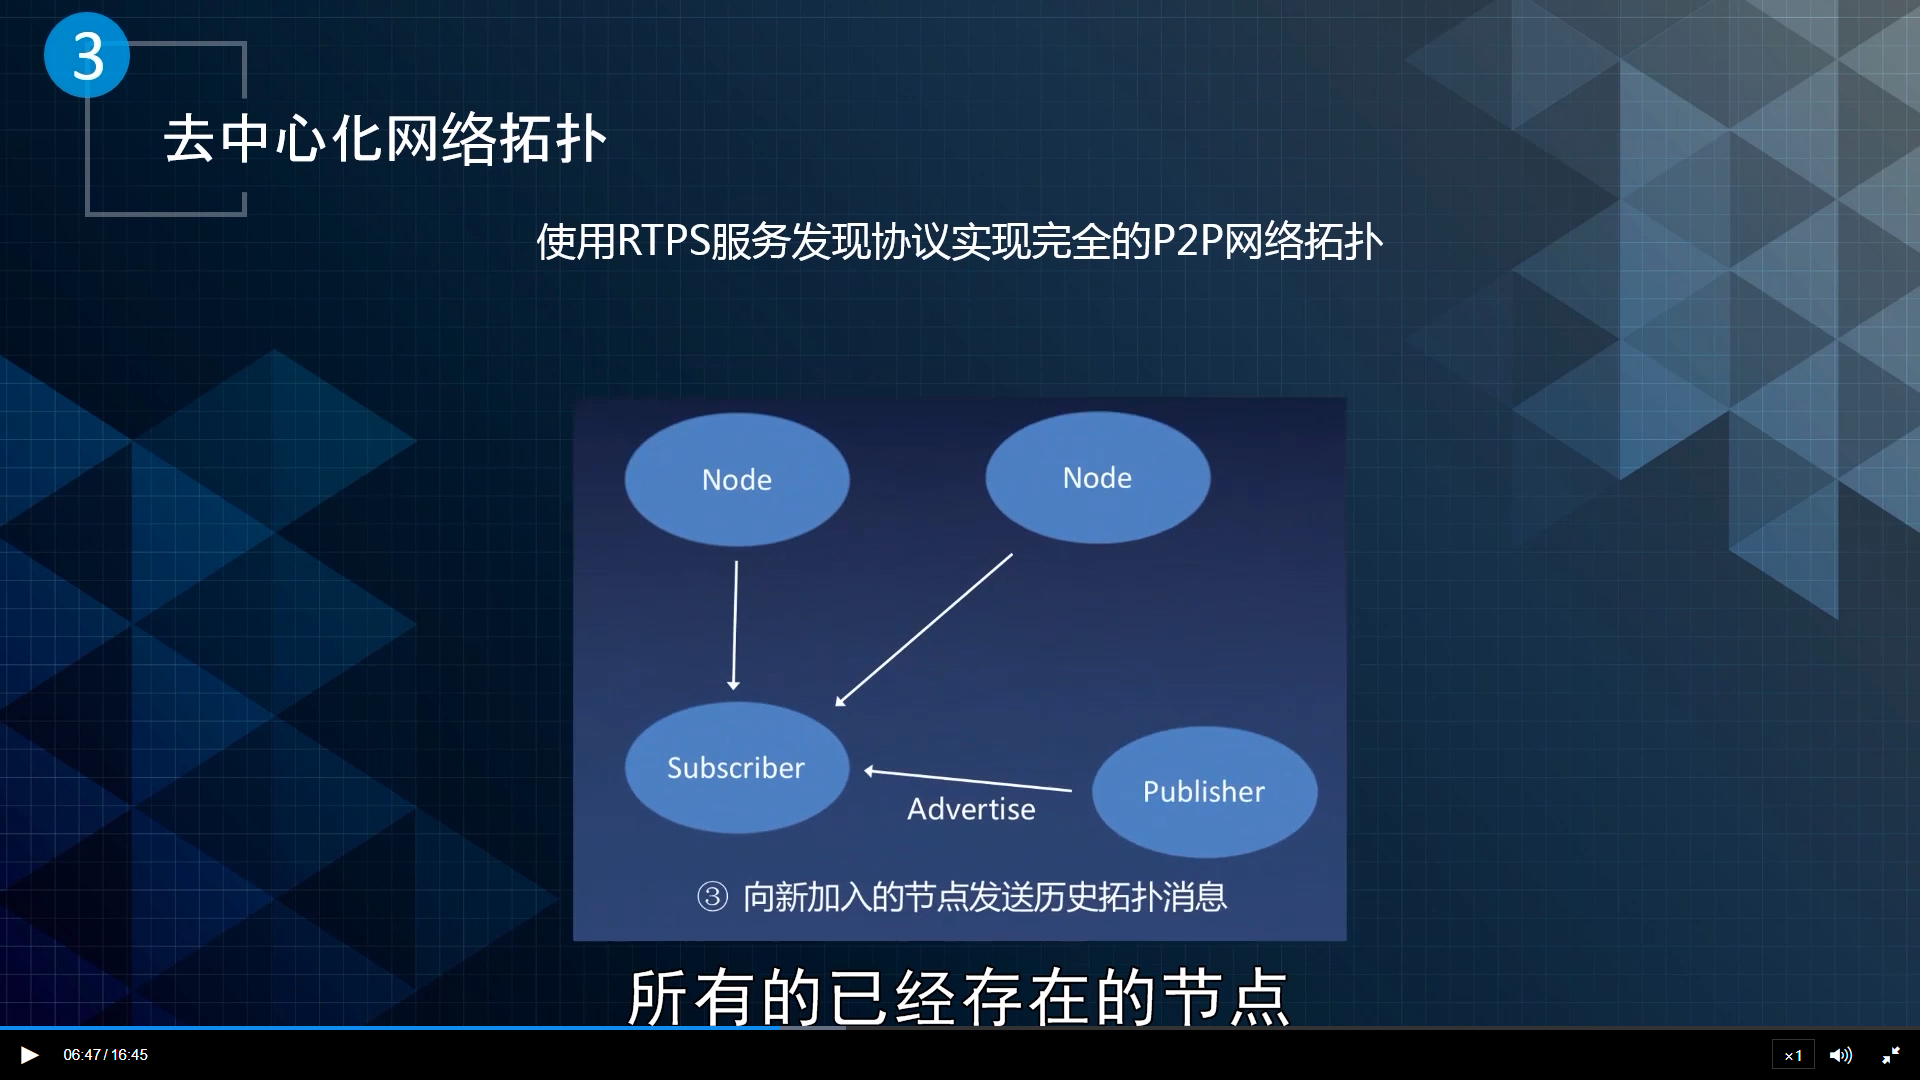 3
去中心化网络拓扑
使用RTPS服务发现协议实现完全的P2P网络拓扑
Node
Node
Subscriber
Advertise
Publisher
③ 向新加入的节点发送历史拓扑消息
所有的已经存在的节点
06:47/16:45
×1